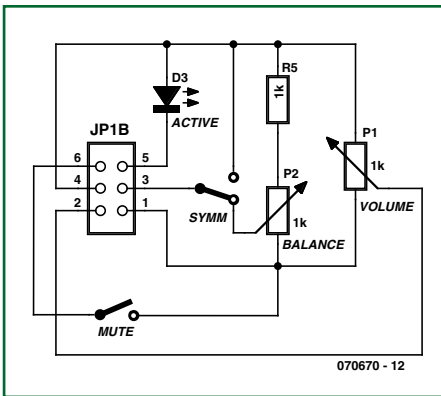 D3
R5
1k
ACTIVE
JP1B
P1
6 5
1k
P2
4 3
1k
VOLUME
2 1
SYMM
BALANCE
MUTE
070670 - 12